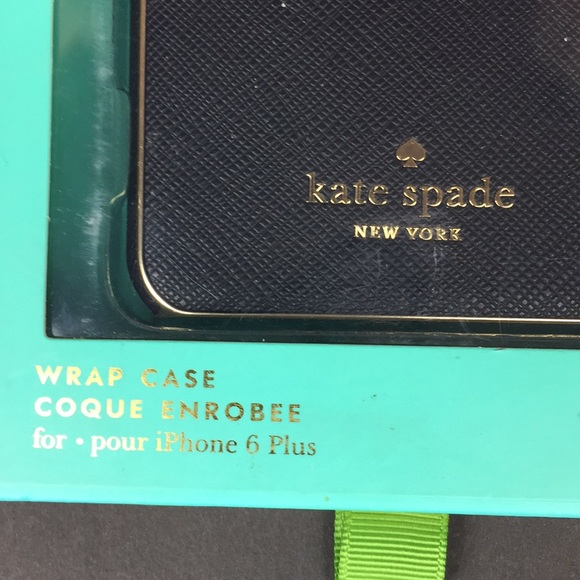 kate spade
NEW YORK
WRAP CASE
COQUE ENROBEE
for • pour iPhone 6 Plus